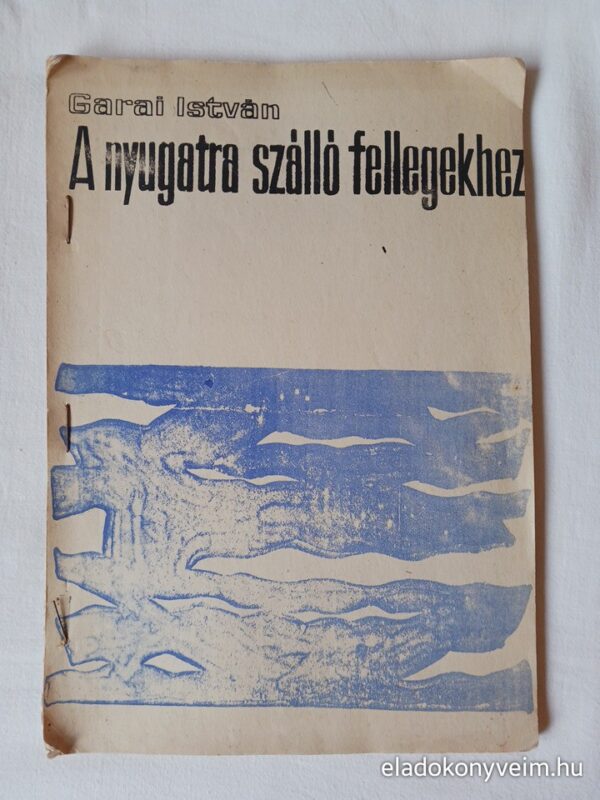 Garai István
A nyugatra szálló fellegekhez
eladokonyveim.hu